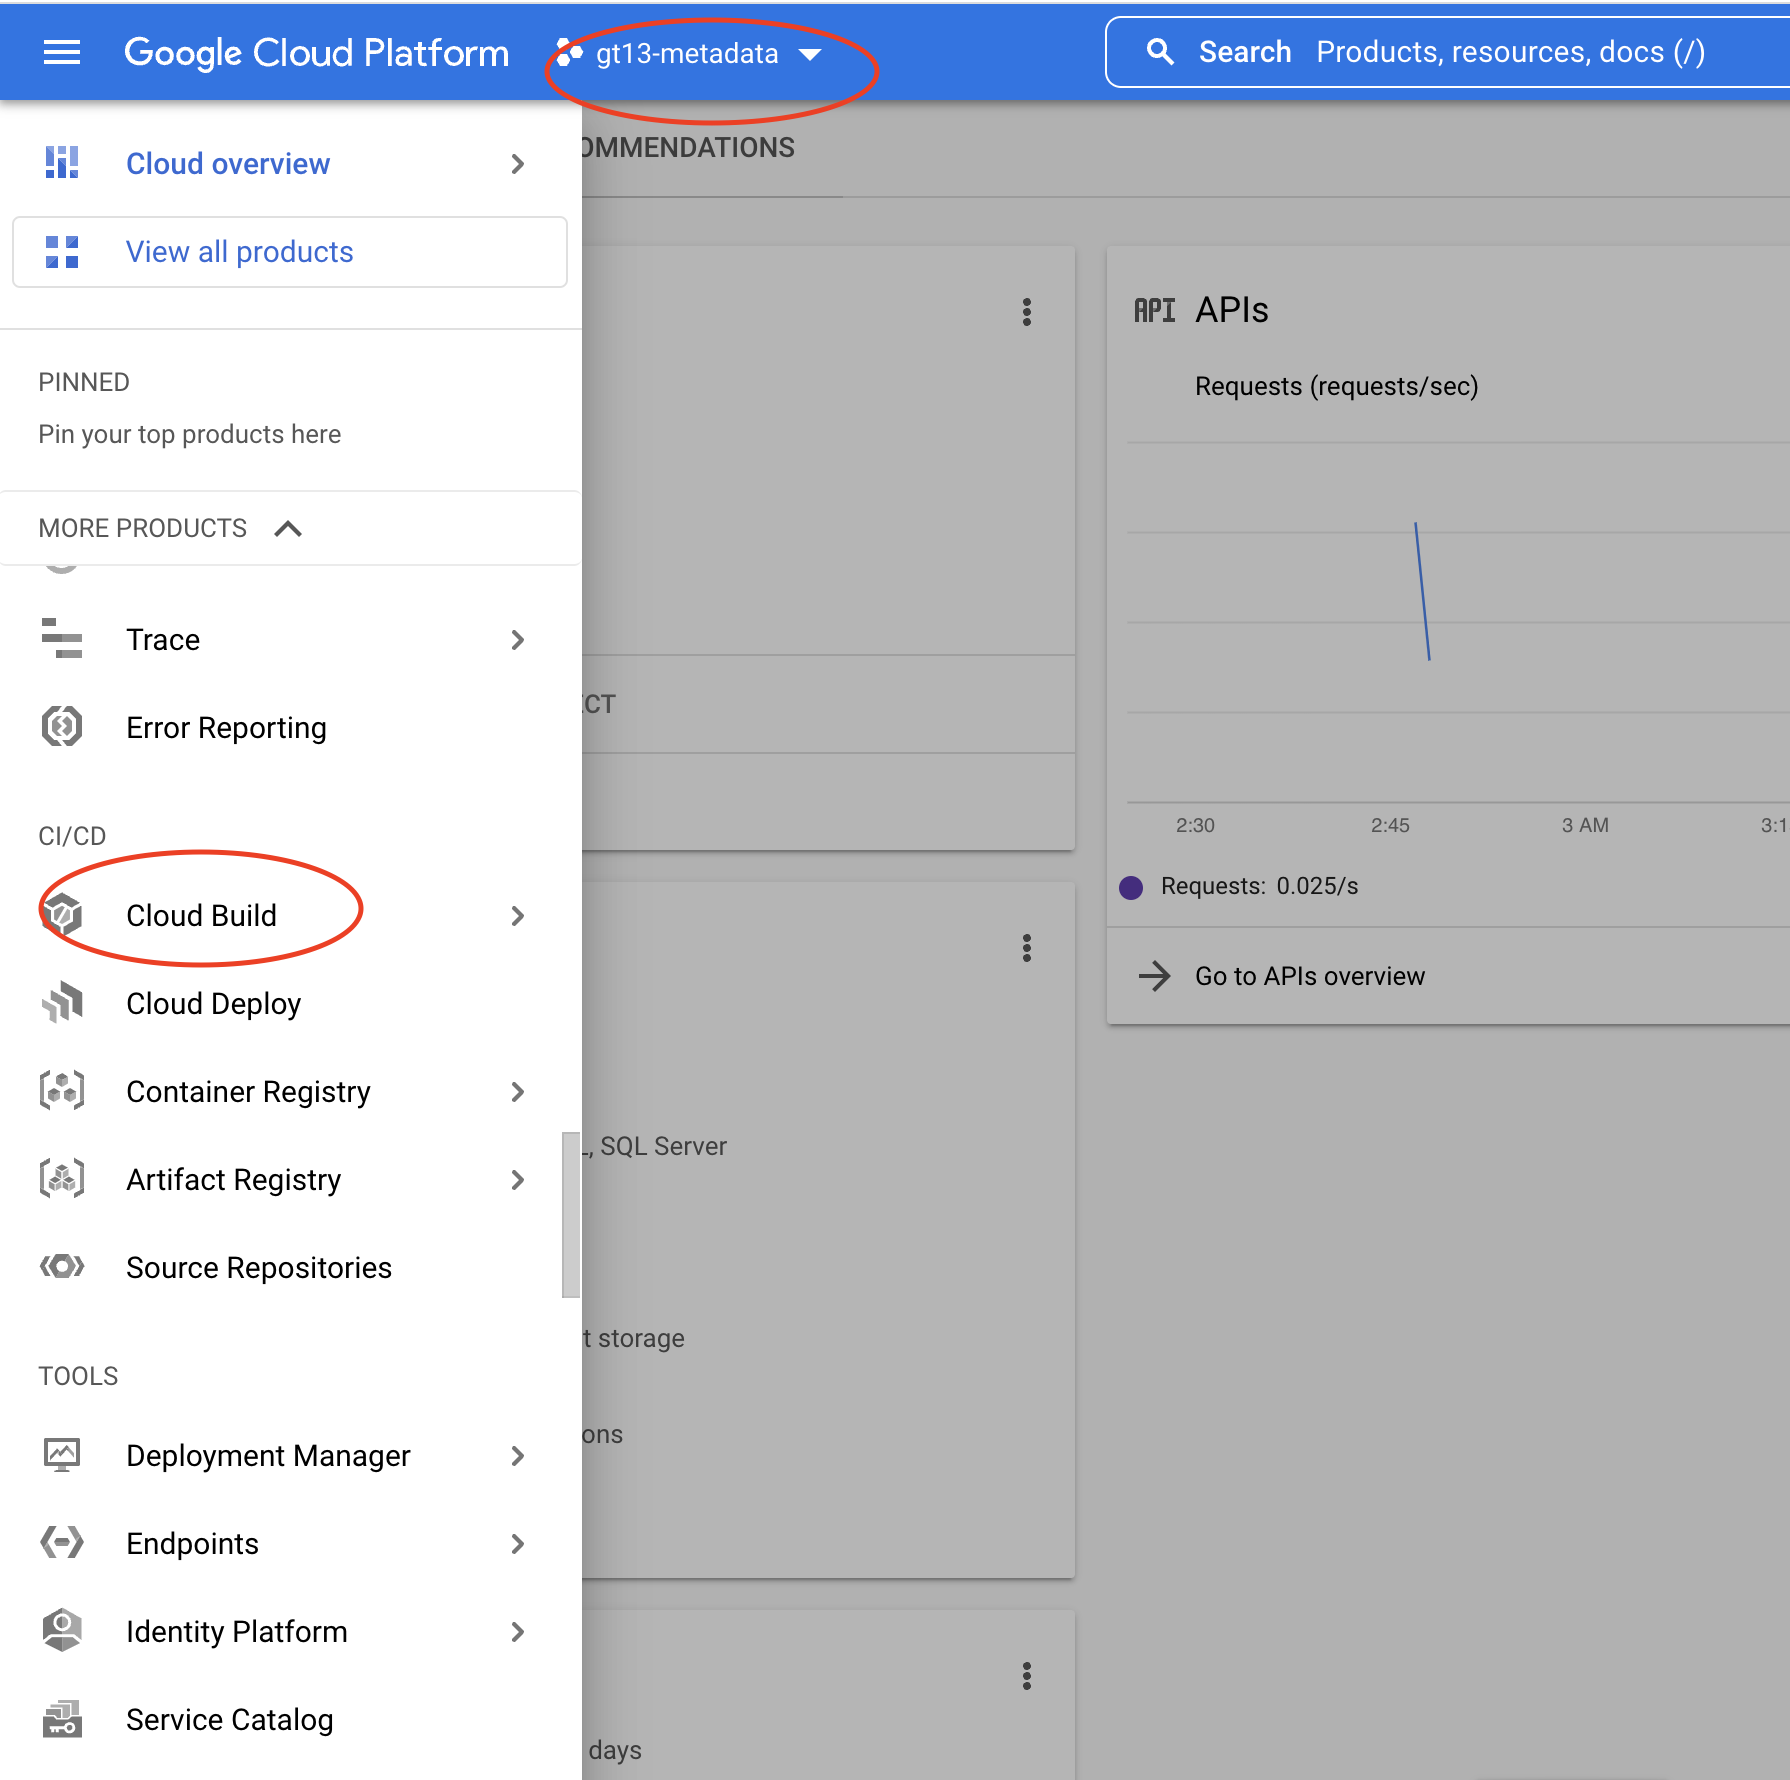 Google Cloud Platform
gt13-metadata
Search Products, resources, docs (/)
Cloud overview
View all products
PINNED
Pin your top products here
MORE PRODUCTS
Trace
Error Reporting
CI/CD
Cloud Build
Cloud Deploy
Container Registry
Artifact Registry
Source Repositories
TOOLS
Deployment Manager
Endpoints
Identity Platform
Service Catalog
OMMENDATIONS
ECT
L, SQL Server
t storage
ons
days
API APIs
Requests (requests/sec)
2:30 2:45 3 AM 3:1
Requests: 0.025/s
Go to APIs overview